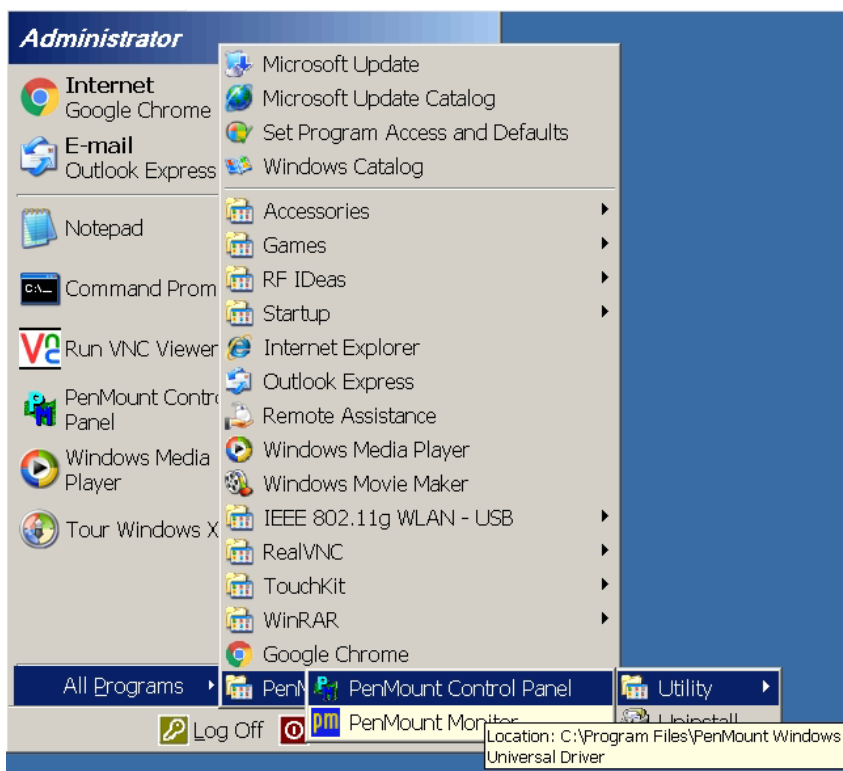 Administrator
Internet
Google Chrome
E-mail
Outlook Express
Notepad
C:\_
Command Prom
Run VNC Viewer
PenMount Contro
Panel
Windows Media
Player
Tour Windows X
All Programs
Log Off
Microsoft Update
Microsoft Update Catalog
Set Program Access and Defaults
Windows Catalog
Accessories
Games
RF IDeas
Startup
Internet Explorer
Outlook Express
Remote Assistance
Windows Media Player
Windows Movie Maker
IEEE 802.11g WLAN - USB
RealVNC
TouchKit
WinRAR
Google Chrome
PenM
PenMount Control Panel
pm PenMount Monitor
Utility
Uninstall
Location: C:\Program Files\PenMount Windows
Universal Driver